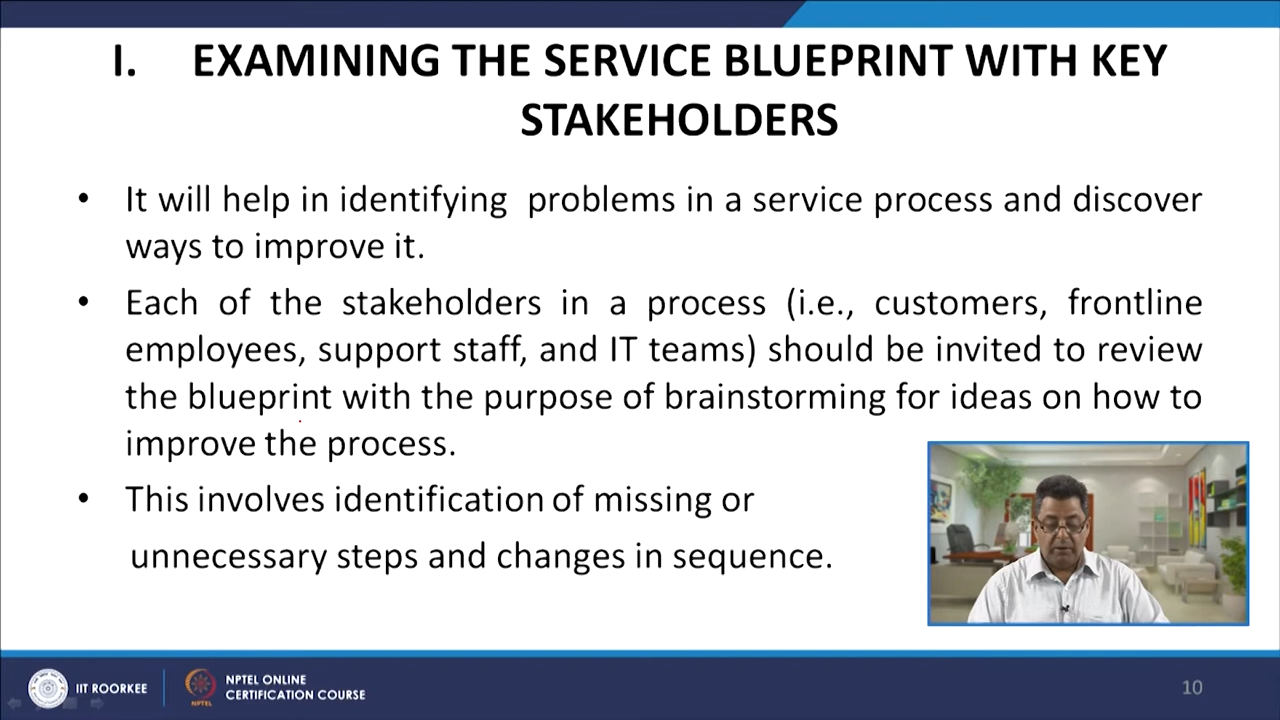 I. EXAMINING THE SERVICE BLUEPRINT WITH KEY
STAKEHOLDERS
• It will help in identifying problems in a service process and discover
ways to improve it.
• Each of the stakeholders in a process (i.e., customers, frontline
employees, support staff, and IT teams) should be invited to review
the blueprint with the purpose of brainstorming for ideas on how to
improve the process.
• This involves identification of missing or
unnecessary steps and changes in sequence.
IIT ROORKEE
NPTEL
NPTEL ONLINE
CERTIFICATION COURSE
10